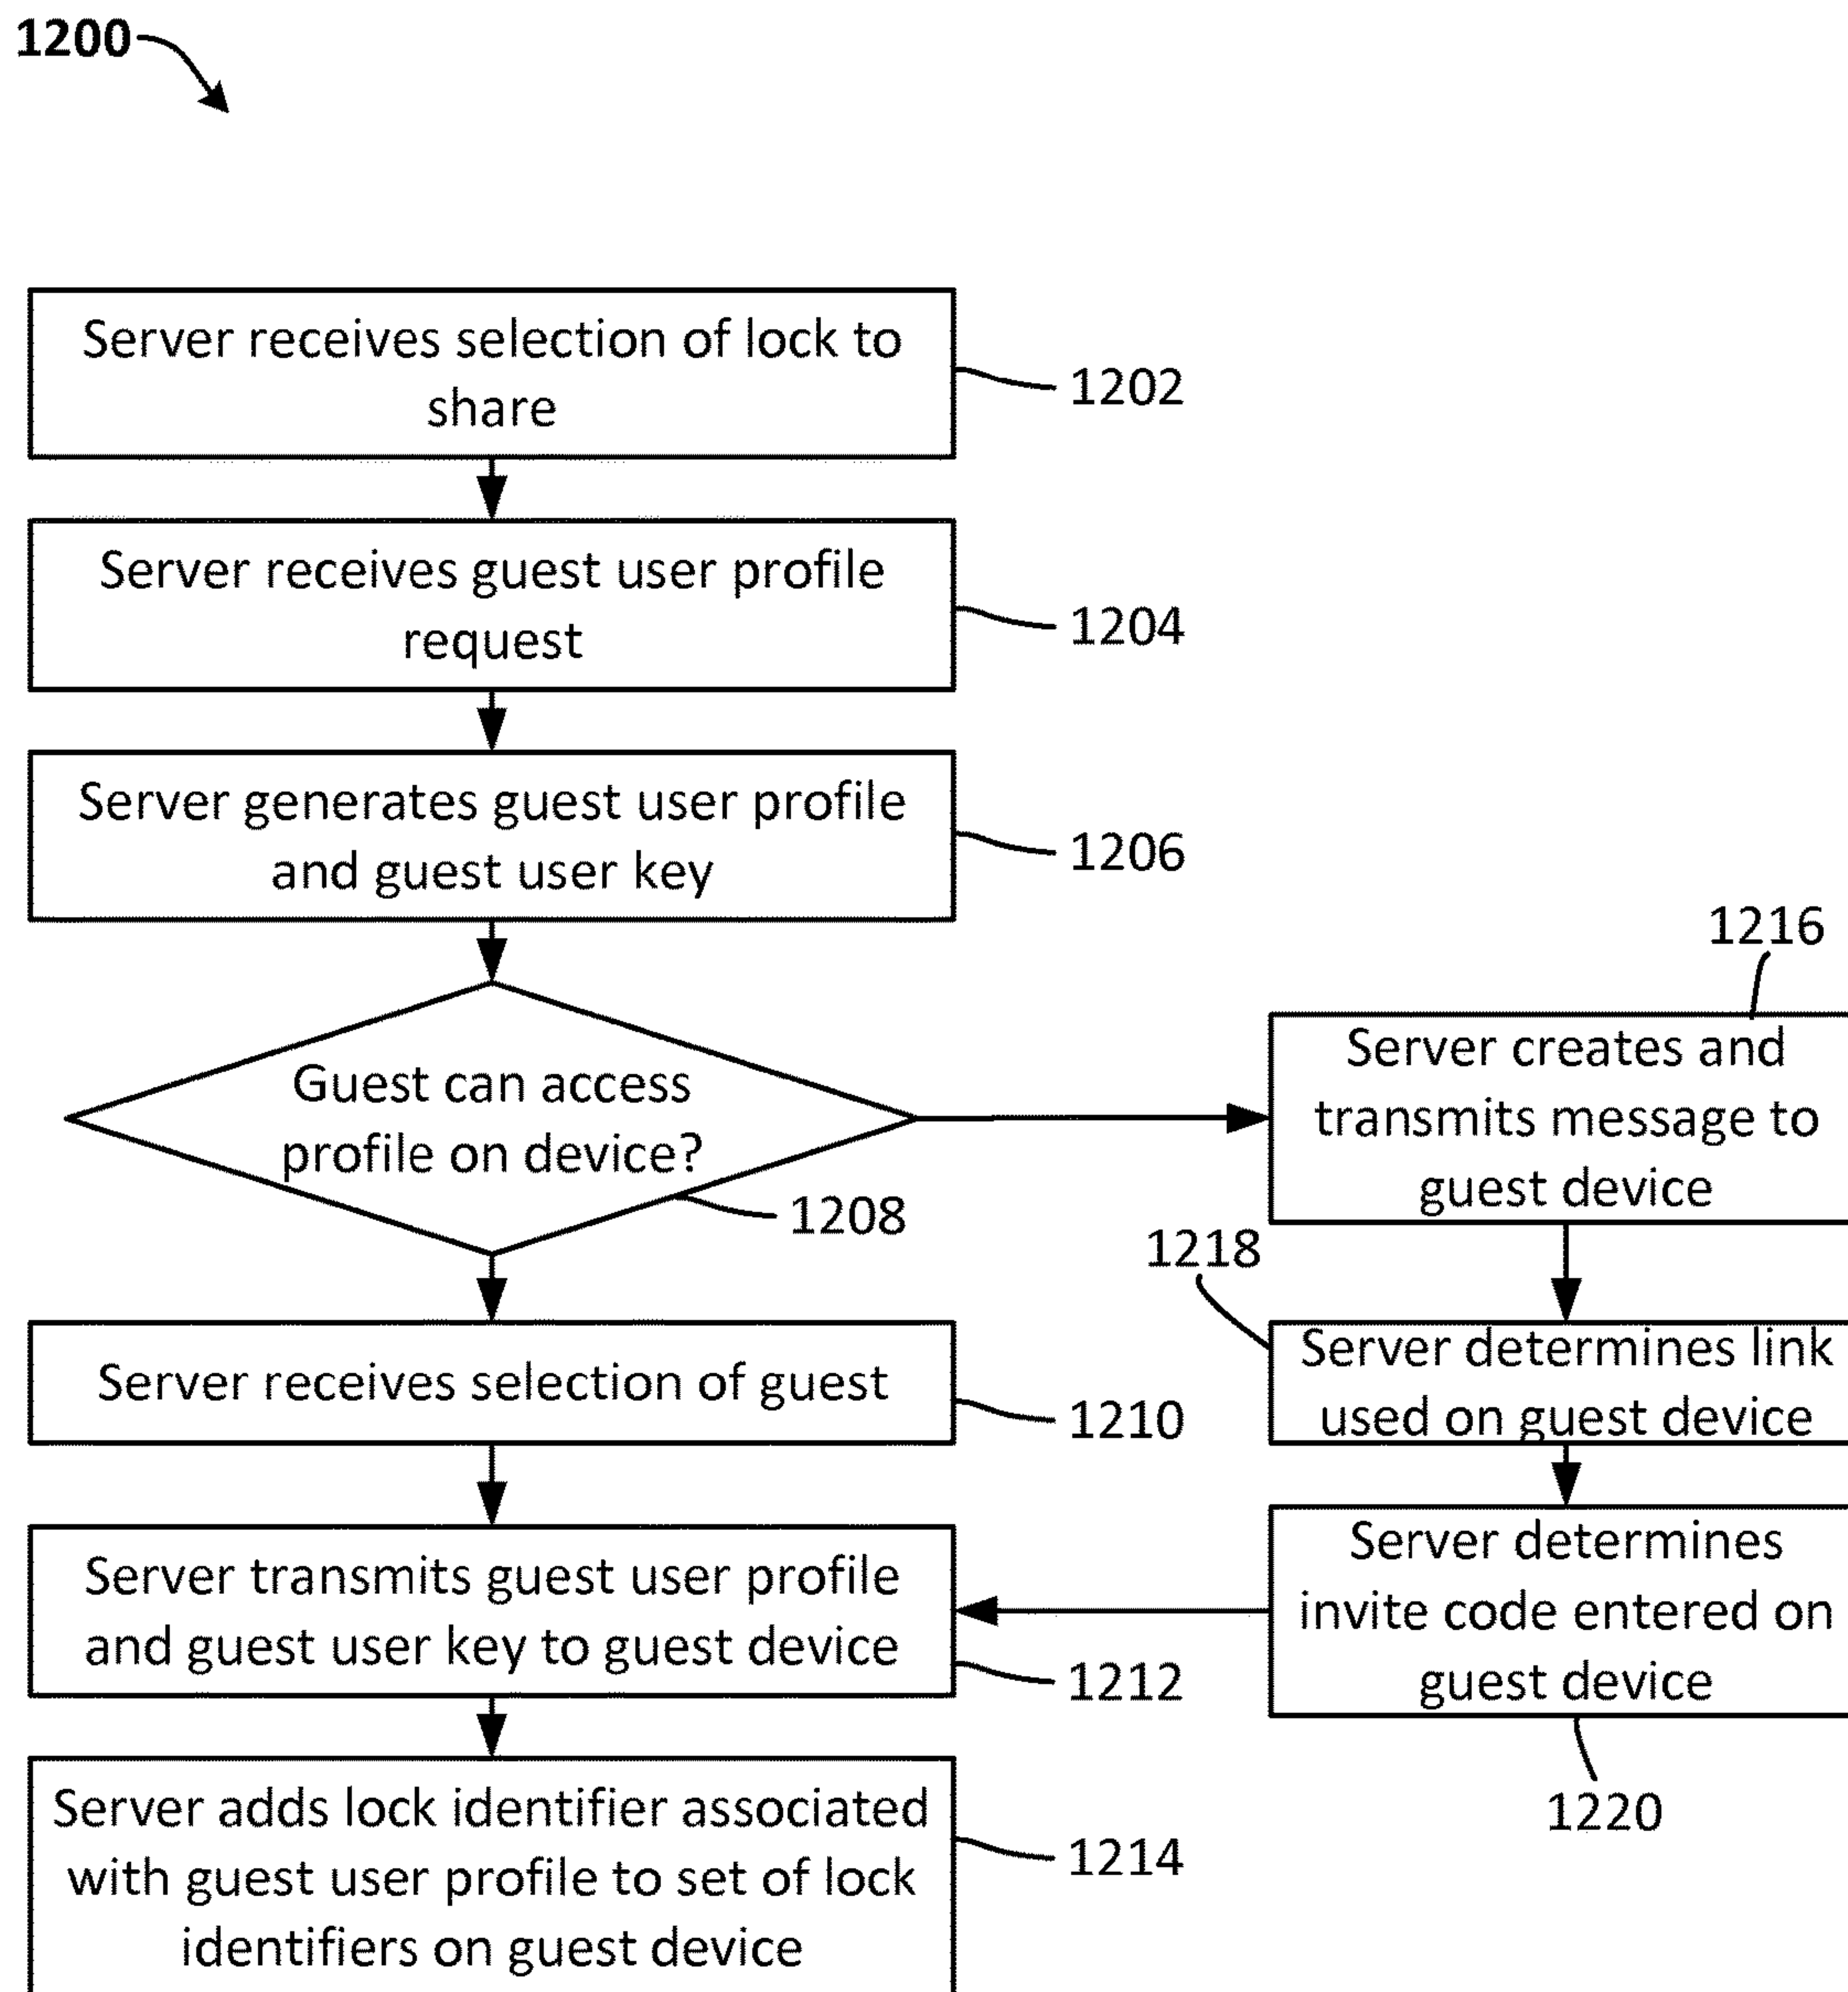 1200
Server receives selection of lock to
share
1202
Server receives guest user profile
request
1204
Server generates guest user profile
and guest user key
1206
Guest can access
profile on device?
1208
1216
Server creates and
transmits message to
guest device
1218
Server determines link
used on guest device
Server receives selection of guest
1210
Server determines
invite code entered on
guest device
1220
Server transmits guest user profile
and guest user key to guest device
1212
Server adds lock identifier associated
with guest user profile to set of lock
identifiers on guest device
1214